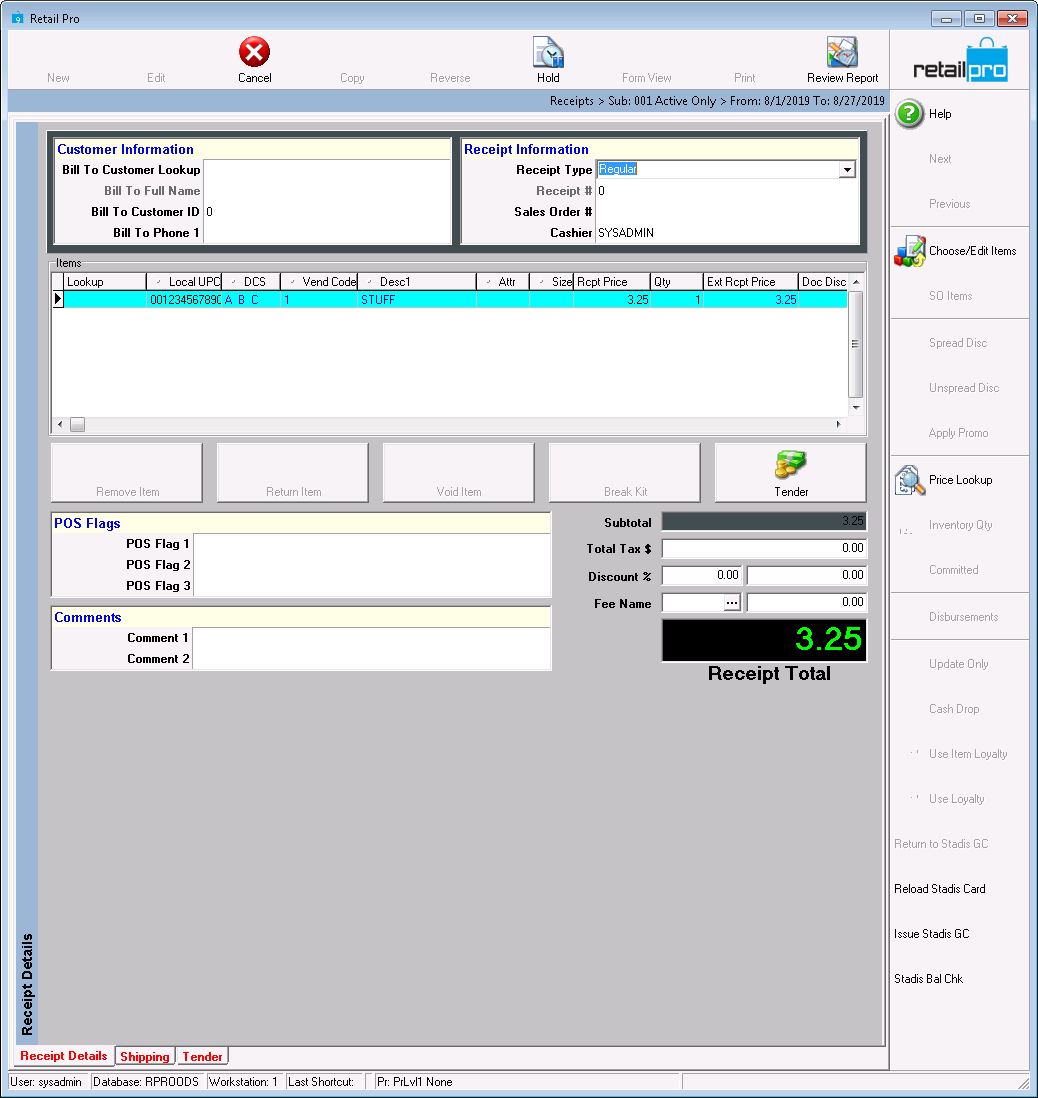 Retail Pro
New Edit Cancel Copy Reverse Hold Form View Print Review Report
retail pro
Receipts > Sub: 001 Active Only > From: 8/1/2019 To: 8/27/2019
Customer Information
Bill To Customer Lookup
Bill To Full Name
Bill To Customer ID 0
Bill To Phone 1
Receipt Information
Receipt Type Regular
Receipt # 0
Sales Order #
Cashier SYSADMIN
Items
Lookup Local UPC DCS Vend Code Desc1 Attr Size Rcpt Price Qty Ext Rcpt Price Doc Disc
001234567890 A B C 1 STUFF 3.25 1 3.25
Remove Item Return Item Void Item Break Kit Tender
POS Flags
POS Flag 1
POS Flag 2
POS Flag 3
Comments
Comment 1
Comment 2
Subtotal 3.25
Total Tax $ 0.00
Discount % 0.00 0.00
Fee Name ... 0.00
3.25
Receipt Total
Receipt Details
Receipt Details Shipping Tender
Help
Next
Previous
Choose/Edit Items
SO Items
Spread Disc
Unspread Disc
Apply Promo
Price Lookup
Inventory Qty
Committed
Disbursements
Update Only
Cash Drop
Use Item Loyalty
Use Loyalty
Return to Stadis GC
Reload Stadis Card
Issue Stadis GC
Stadis Bal Chk
User: sysadmin Database: RPROODS Workstation: 1 Last Shortcut: Pr: PrLvl1 None